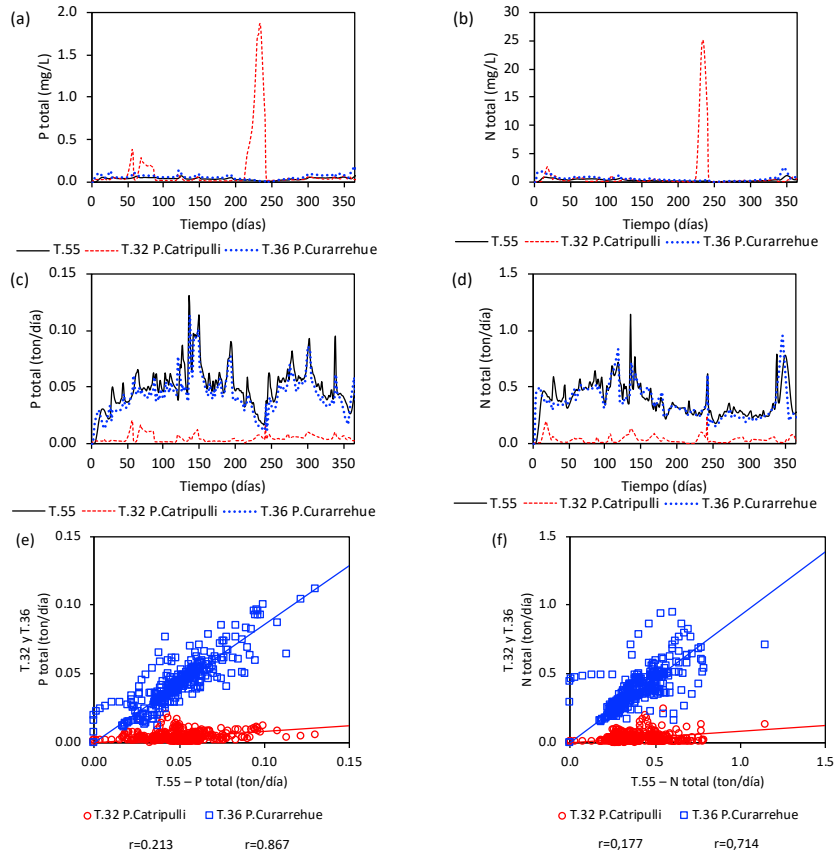 (a)
P total (mg/L)
2.0
1.5
1.0
0.5
0.0
0 50 100 150 200 250 300 350
Tiempo (días)
T.55 T.32 P.Catripulli T.36 P.Curarrehue
(b)
N total (mg/L)
30
25
20
15
10
5
0
0 50 100 150 200 250 300 350
Tiempo (días)
T.55 T.32 P.Catripulli T.36 P.Curarrehue
(c)
P total (ton/día)
0.15
0.10
0.05
0.00
0 50 100 150 200 250 300 350
Tiempo (días)
T.55 T.32 P.Catripulli T.36 P.Curarrehue
(d)
N total (ton/día)
1.5
1.0
0.5
0.0
0 50 100 150 200 250 300 350
Tiempo (días)
T.55 T.32 P.Catripulli T.36 P.Curarrehue
(e)
T.32 y T.36
P total (ton/día)
0.15
0.10
0.05
0.00
0.0 0.05 0.10 0.15
T.55 – P total (ton/día)
T.32 P.Catripulli T.36 P.Curarrehue
r=0.213 r=0.867
(f)
T.32 y T.36
N total (ton/día)
1.5
1.0
0.5
0.0
0.0 0.5 1.0 1.5
T.55 – N total (ton/día)
T.32 P.Catripulli T.36 P.Curarrehue
r=0,177 r=0,714